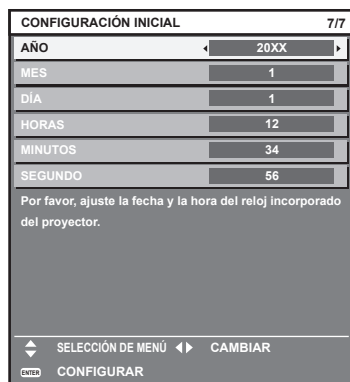 CONFIGURACIÓN INICIAL 7/7
AÑO 20XX
MES 1
DÍA 1
HORAS 12
MINUTOS 34
SEGUNDO 56
Por favor, ajuste la fecha y la hora del reloj incorporado
del proyector.
SELECCIÓN DE MENÚ CAMBIAR
ENTER CONFIGURAR